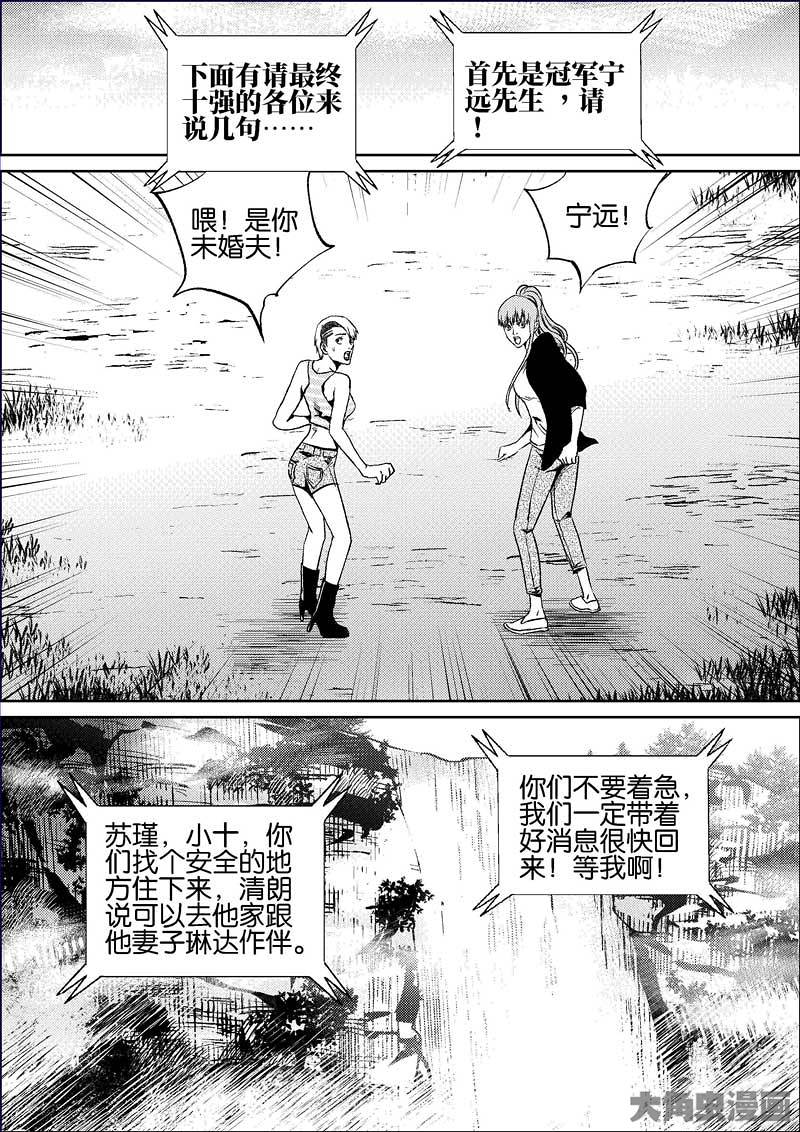 下面有请最终
十强的各位来
说几句……
首先是冠军宁
远先生，请
！
喂！是你
未婚夫！
宁远！
苏瑾，小十，你
们找个安全的地
方住下来，清朗
说可以去他家跟
他妻子琳达作伴。
你们不要着急，
我们一定带着
好消息很快回
来！等我啊！
大角虫漫画